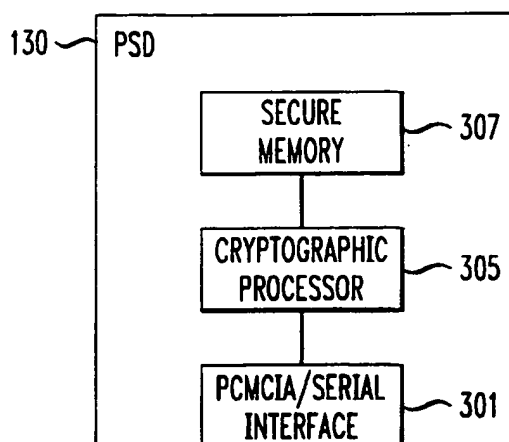 130 PSD
SECURE
MEMORY
307
CRYPTOGRAPHIC
PROCESSOR
305
PCMCIA/SERIAL
INTERFACE
301